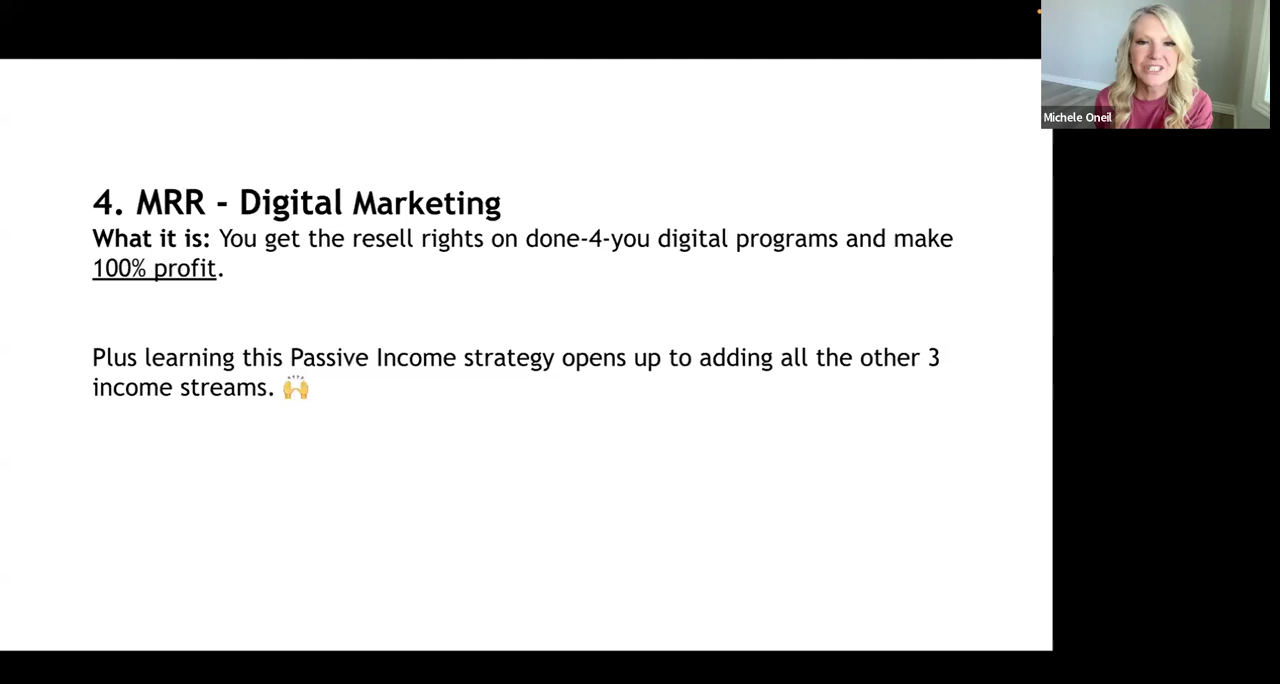 Michele Oneil
4. MRR - Digital Marketing
What it is: You get the resell rights on done-4-you digital programs and make
100% profit.
Plus learning this Passive Income strategy opens up to adding all the other 3
income streams. 🙌